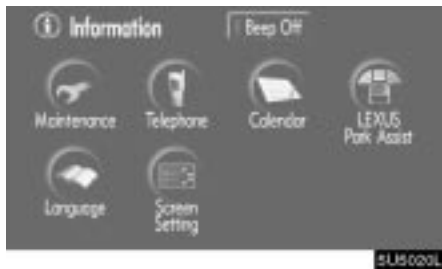 i Information
Beep Off
Maintenance
Telephone
Calendar
LEXUS
Park Assist
Language
Screen
Setting
5U5020L